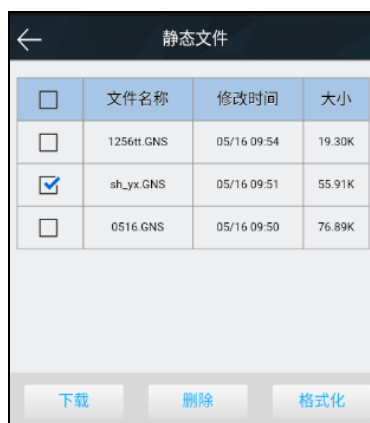 静态文件
文件名称 修改时间 大小
1256tt.GNS 05/16 09:54 19.30K
sh_yx.GNS 05/16 09:51 55.91K
0516.GNS 05/16 09:50 76.89K
下载 删除 格式化